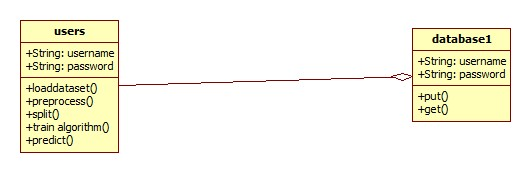 users
+String: username
+String: password
+loaddataset()
+preprocess()
+split()
+train algorithm()
+predict()
database1
+String: username
+String: password
+put()
+get()